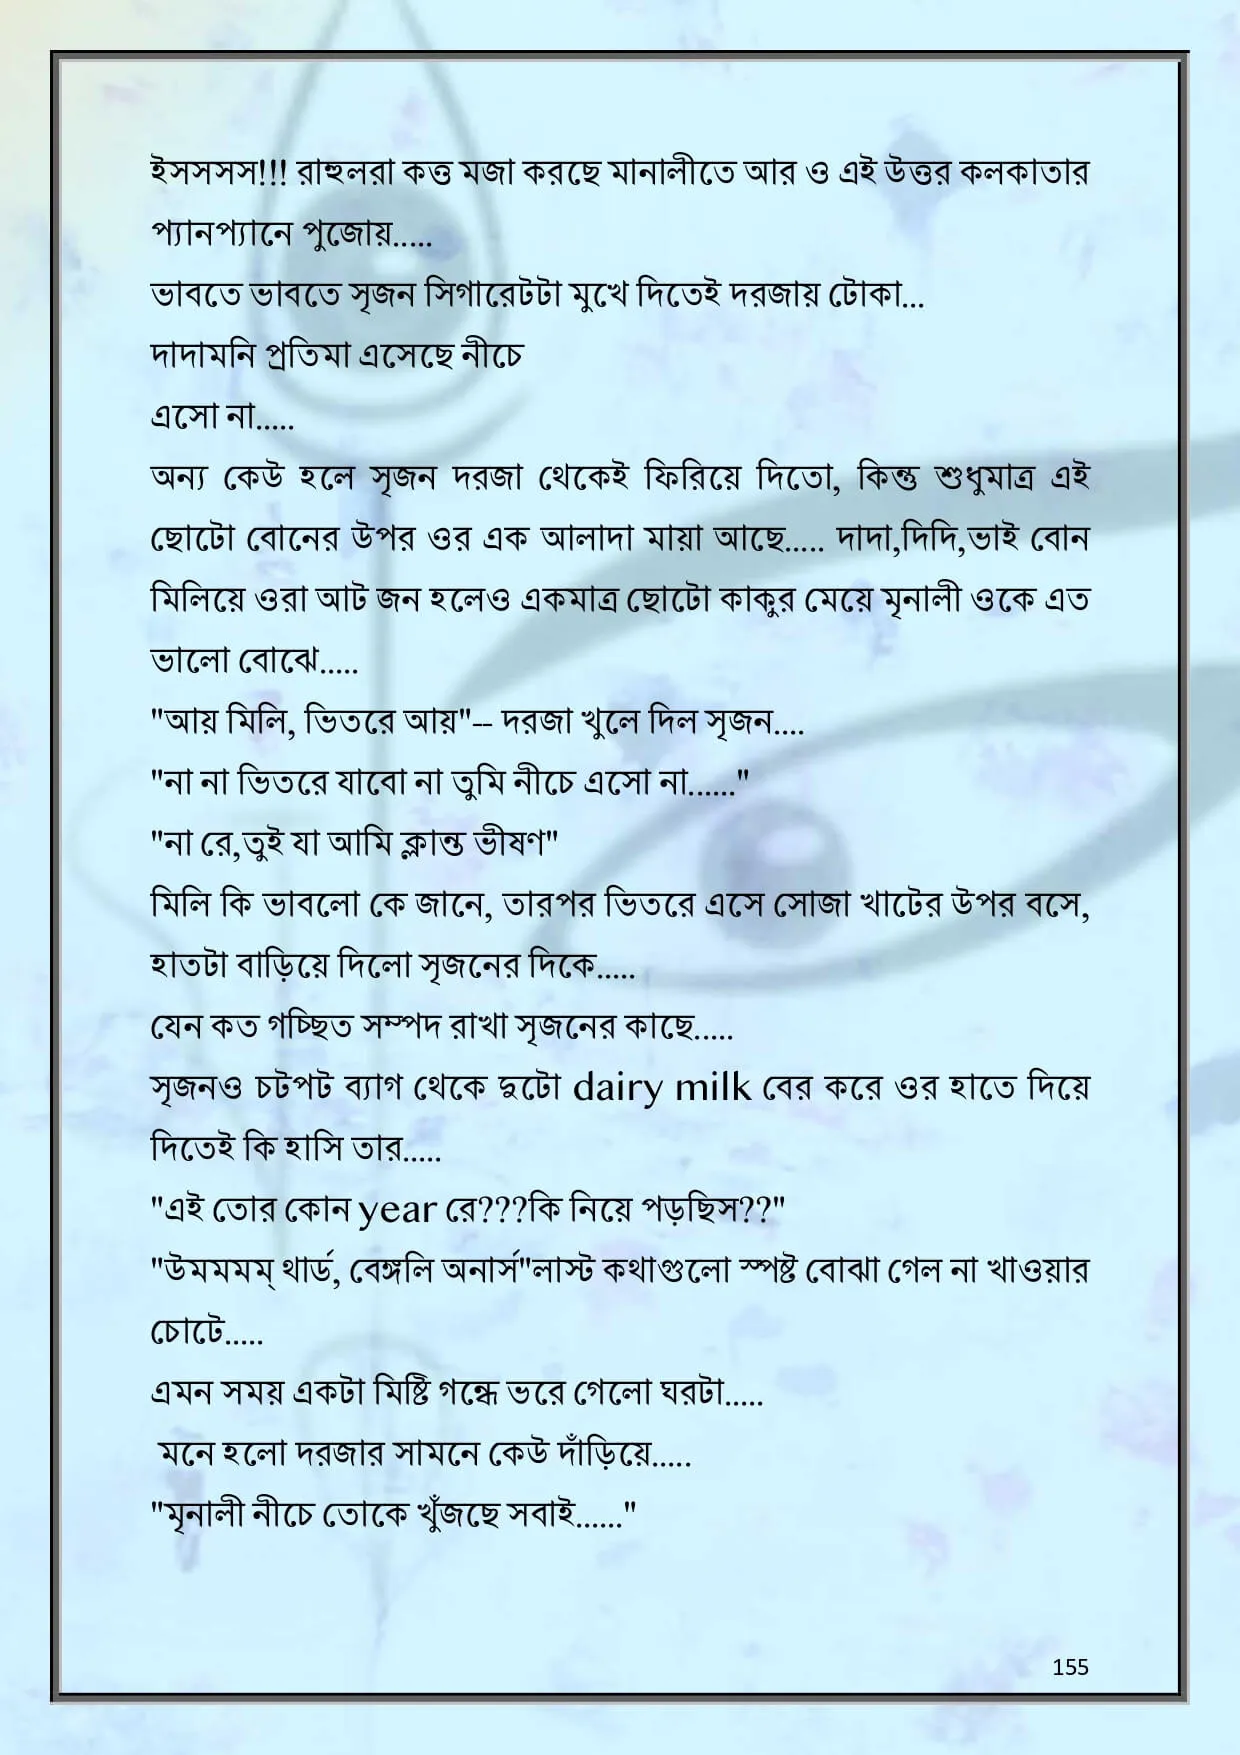 ইসসসস!!! রাহুলরা কত্ত মজা করছে মানালীতে আর ও এই উত্তর কলকাতার
প্যানপ্যানে পুজোয়.....
ভাবতে ভাবতে সৃজন সিগারেটটা মুখে দিতেই দরজায় টোকা...
দাদামনি প্রতিমা এসেছে নীচে
এসো না.....
অন্য কেউ হলে সৃজন দরজা থেকেই ফিরিয়ে দিতো, কিন্তু শুধুমাত্র এই
ছোটো বোনের উপর ওর এক আলাদা মায়া আছে..... দাদা,দিদি,ভাই বোন
মিলিয়ে ওরা আট জন হলেও একমাত্র ছোটো কাকুর মেয়ে মৃনালী ওকে এত
ভালো বোঝে.....
"আয় মিলি, ভিতরে আয়"-- দরজা খুলে দিল সৃজন....
"না না ভিতরে যাবো না তুমি নীচে এসো না......"
"না রে,তুই যা আমি ক্লান্ত ভীষণ"
মিলি কি ভাবলো কে জানে, তারপর ভিতরে এসে সোজা খাটের উপর বসে,
হাতটা বাড়িয়ে দিলো সৃজনের দিকে.....
যেন কত গচ্ছিত সম্পদ রাখা সৃজনের কাছে.....
সৃজনও চটপট ব্যাগ থেকে দুটো dairy milk বের করে ওর হাতে দিয়ে
দিতেই কি হাসি তার.....
"এই তোর কোন year রে???কি নিয়ে পড়ছিস??"
"উমমমম্ থার্ড, বেঙ্গলি অনার্স"লাস্ট কথাগুলো স্পষ্ট বোঝা গেল না খাওয়ার
চোটে.....
এমন সময় একটা মিষ্টি গন্ধে ভরে গেলো ঘরটা.....
মনে হলো দরজার সামনে কেউ দাঁড়িয়ে.....
"মৃনালী নীচে তোকে খুঁজছে সবাই......"
155